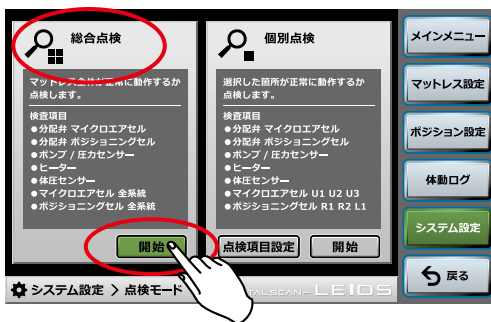 総合点検
マットレス全体が正常に動作するか
点検します。
検査項目
●分配弁 マイクロエアセル
●分配弁 ポジショニングセル
●ポンプ / 圧力センサー
●ヒーター
●体圧センサー
●マイクロエアセル 全系統
●ポジショニングセル 全系統
開始
個別点検
選択した箇所が正常に動作するか
点検します。
検査項目
●分配弁 マイクロエアセル
●分配弁 ポジショニングセル
●ポンプ / 圧力センサー
●ヒーター
●体圧センサー
●マイクロエアセル U1 U2 U3
●ポジショニングセル R1 R2 L1
点検項目設定
開始
メインメニュー
マットレス設定
ポジション設定
体動ログ
システム設定
戻る
システム設定 > 点検モード
TAL SCAN- LEIOS